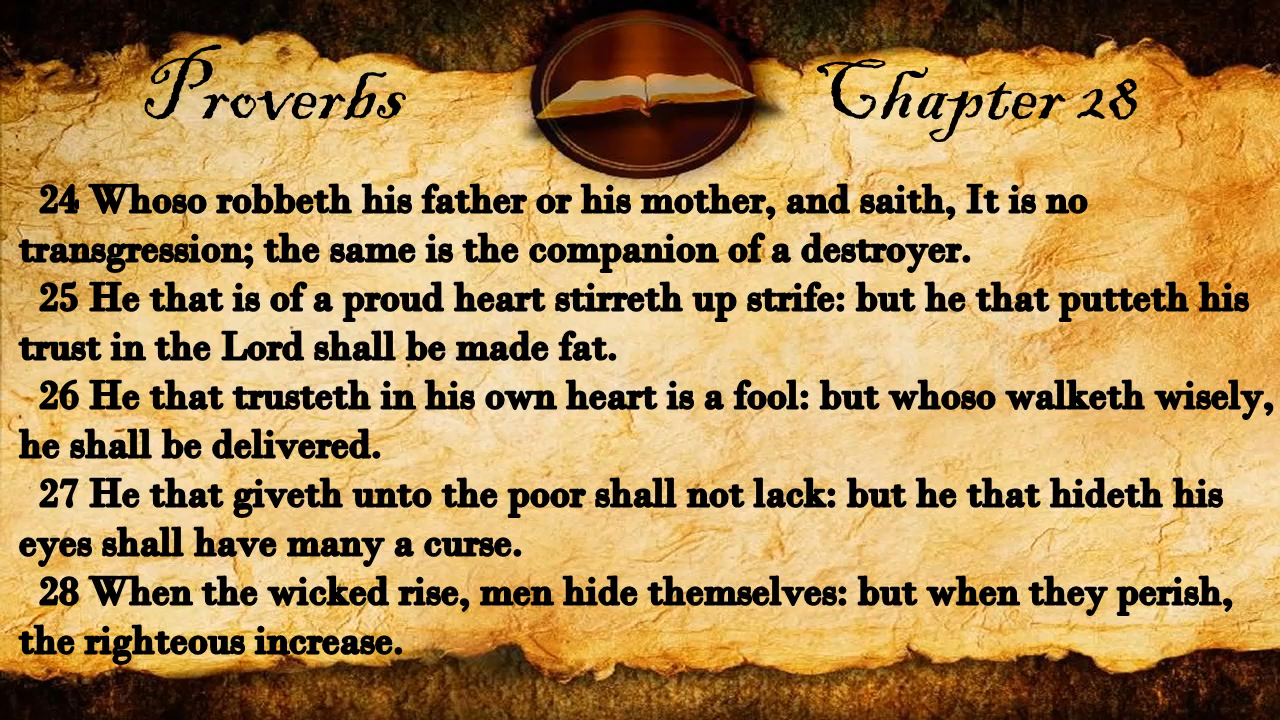 Proverbs Chapter 28
24 Whoso robbeth his father or his mother, and saith, It is no
transgression; the same is the companion of a destroyer.
25 He that is of a proud heart stirreth up strife: but he that putteth his
trust in the Lord shall be made fat.
26 He that trusteth in his own heart is a fool: but whoso walketh wisely,
he shall be delivered.
27 He that giveth unto the poor shall not lack: but he that hideth his
eyes shall have many a curse.
28 When the wicked rise, men hide themselves: but when they perish,
the righteous increase.